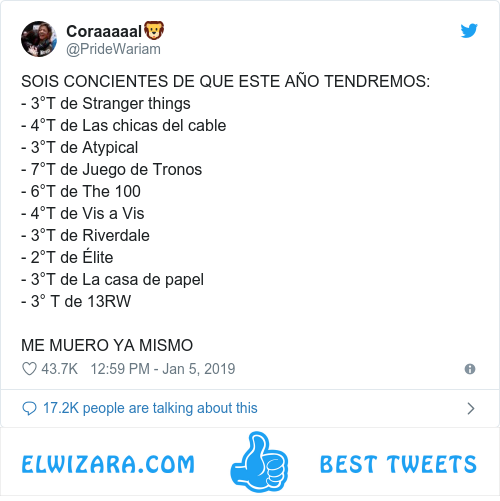 Coraaaaal🦁
@PrideWariam
SOIS CONCIENTES DE QUE ESTE AÑO TENDREMOS:
- 3°T de Stranger things
- 4°T de Las chicas del cable
- 3°T de Atypical
- 7°T de Juego de Tronos
- 6°T de The 100
- 4°T de Vis a Vis
- 3°T de Riverdale
- 2°T de Élite
- 3°T de La casa de papel
- 3° T de 13RW
ME MUERO YA MISMO
43.7K 12:59 PM - Jan 5, 2019
17.2K people are talking about this
ELWIZARA.COM BEST TWEETS